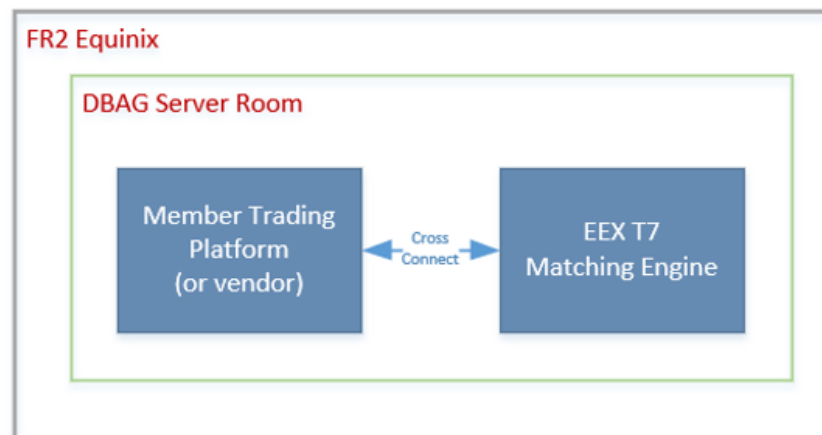 FR2 Equinix
DBAG Server Room
Member Trading
Platform
(or vendor)
Cross
Connect
EEX T7
Matching Engine